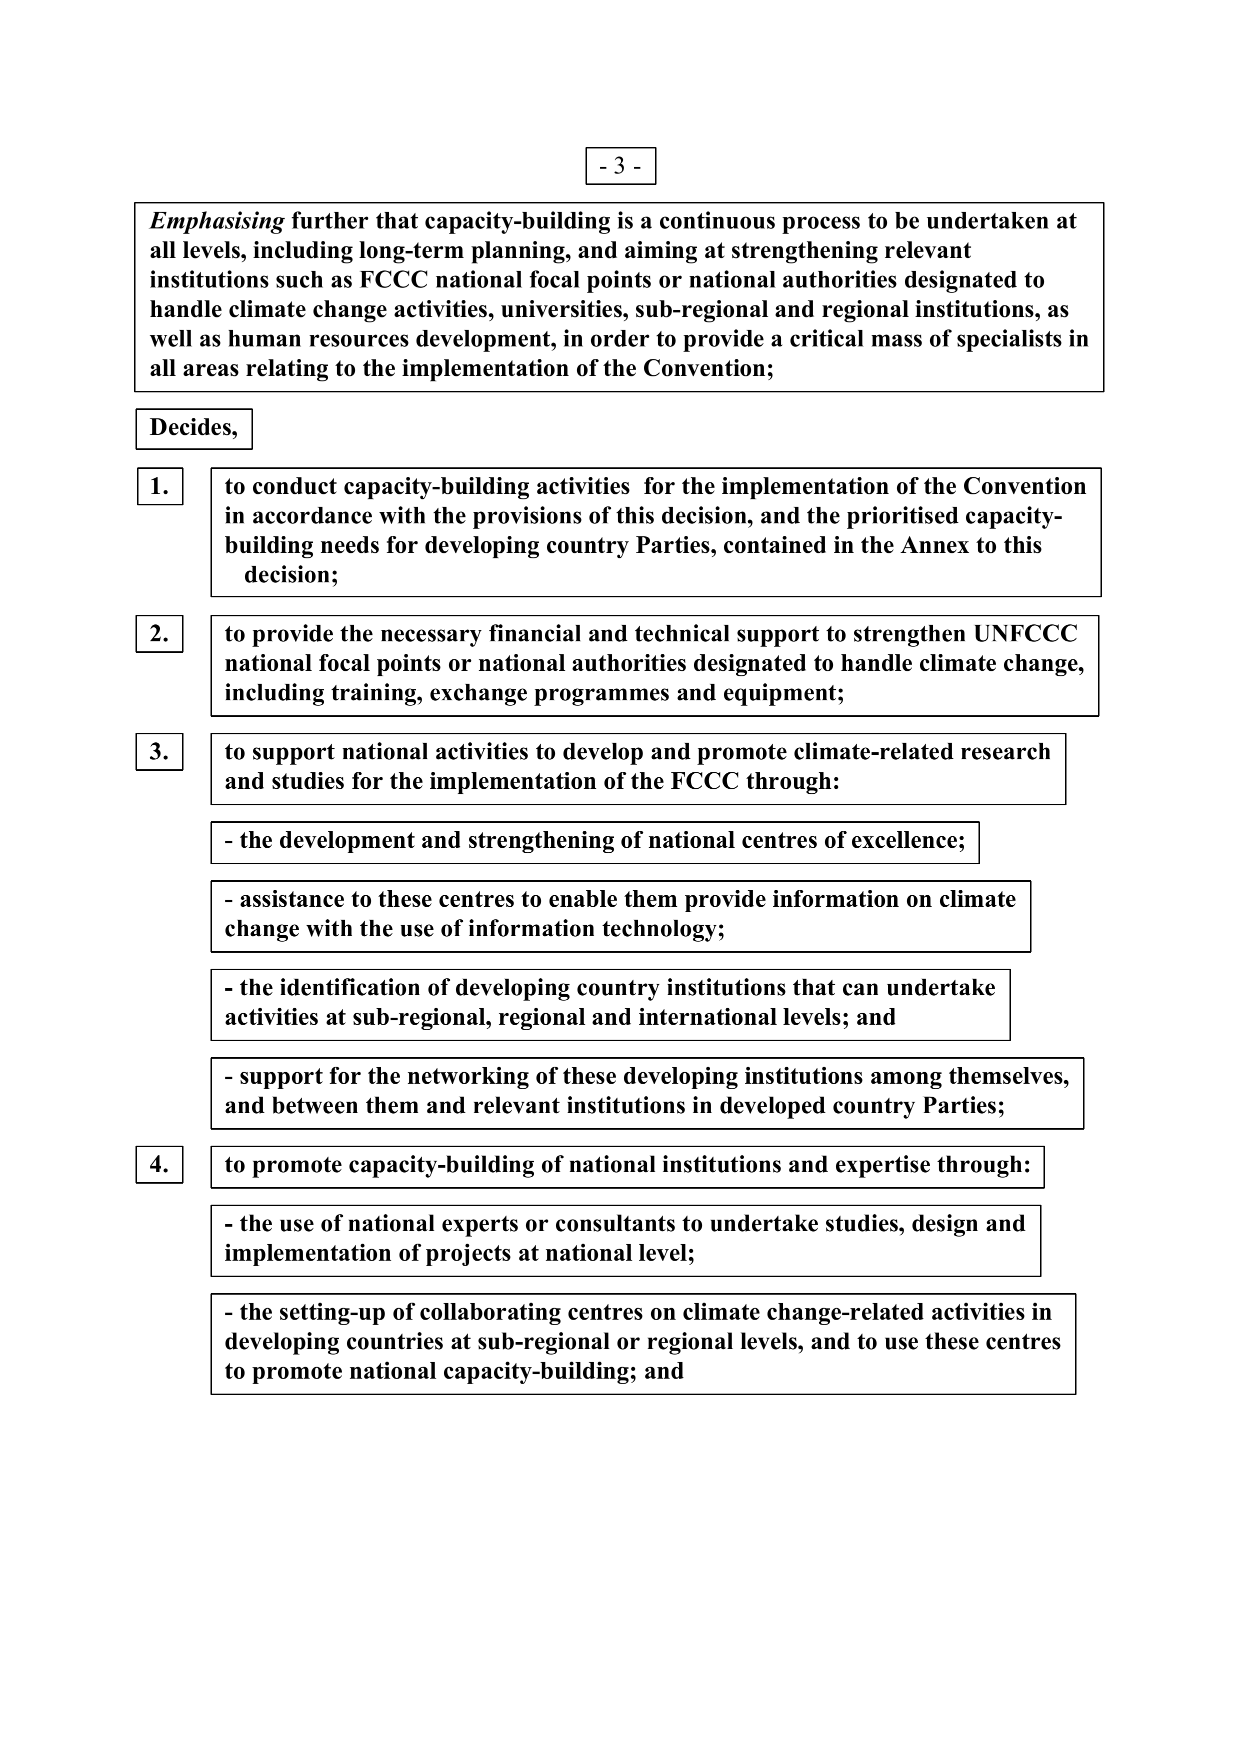 - 3 -
Emphasising further that capacity-building is a continuous process to be undertaken at
all levels, including long-term planning, and aiming at strengthening relevant
institutions such as FCCC national focal points or national authorities designated to
handle climate change activities, universities, sub-regional and regional institutions, as
well as human resources development, in order to provide a critical mass of specialists in
all areas relating to the implementation of the Convention;
Decides,
1. to conduct capacity-building activities  for the implementation of the Convention
in accordance with the provisions of this decision, and the prioritised capacity-
building needs for developing country Parties, contained in the Annex to this
decision;
2. to provide the necessary financial and technical support to strengthen UNFCCC
national focal points or national authorities designated to handle climate change,
including training, exchange programmes and equipment;
3. to support national activities to develop and promote climate-related research
and studies for the implementation of the FCCC through:
- the development and strengthening of national centres of excellence;
- assistance to these centres to enable them provide information on climate
change with the use of information technology;
- the identification of developing country institutions that can undertake
activities at sub-regional, regional and international levels; and
- support for the networking of these developing institutions among themselves,
and between them and relevant institutions in developed country Parties;
4. to promote capacity-building of national institutions and expertise through:
- the use of national experts or consultants to undertake studies, design and
implementation of projects at national level;
- the setting-up of collaborating centres on climate change-related activities in
developing countries at sub-regional or regional levels, and to use these centres
to promote national capacity-building; and